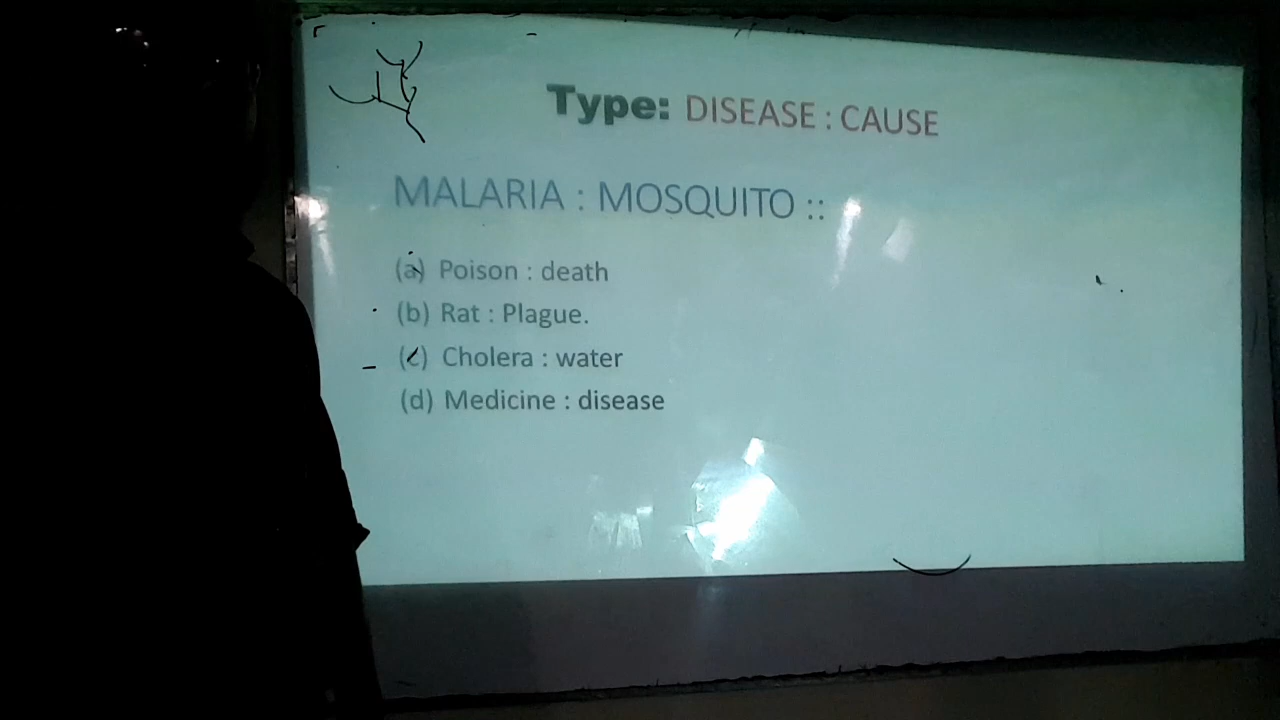 Type: DISEASE : CAUSE
MALARIA : MOSQUITO ::
(a) Poison : death
(b) Rat : Plague.
(c) Cholera : water
(d) Medicine : disease